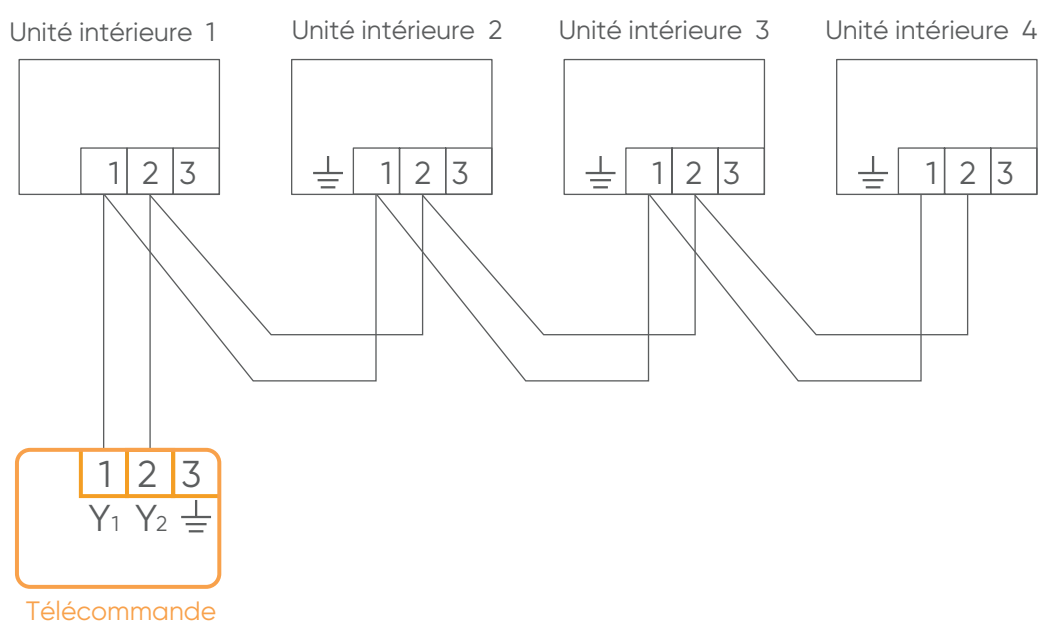 Unité intérieure 1 Unité intérieure 2 Unité intérieure 3 Unité intérieure 4
1 2 3 1 2 3 1 2 3 1 2 3
1 2 3
Y1 Y2
Télécommande